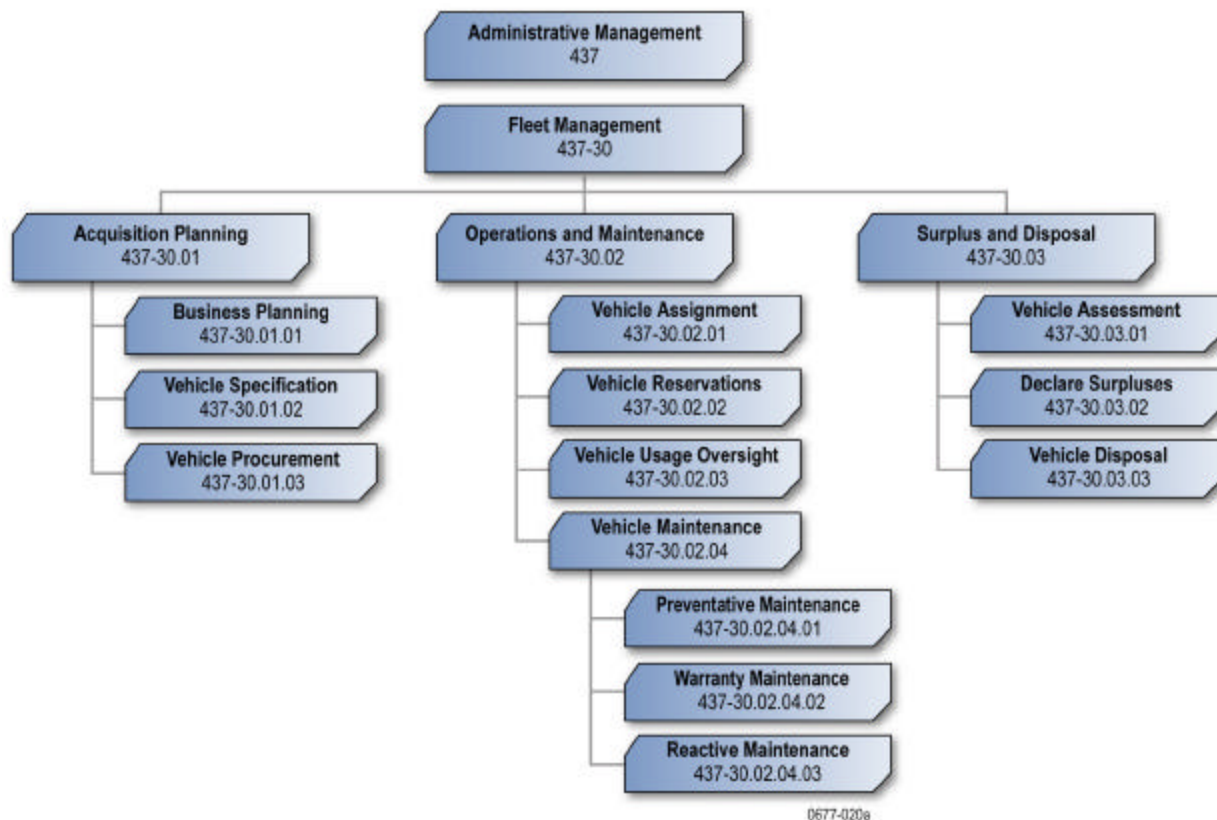 Administrative Management
437
Fleet Management
437-30
Acquisition Planning
437-30.01
Business Planning
437-30.01.01
Vehicle Specification
437-30.01.02
Vehicle Procurement
437-30.01.03
Operations and Maintenance
437-30.02
Vehicle Assignment
437-30.02.01
Vehicle Reservations
437-30.02.02
Vehicle Usage Oversight
437-30.02.03
Vehicle Maintenance
437-30.02.04
Preventative Maintenance
437-30.02.04.01
Warranty Maintenance
437-30.02.04.02
Reactive Maintenance
437-30.02.04.03
Surplus and Disposal
437-30.03
Vehicle Assessment
437-30.03.01
Declare Surpluses
437-30.03.02
Vehicle Disposal
437-30.03.03
0677-020a